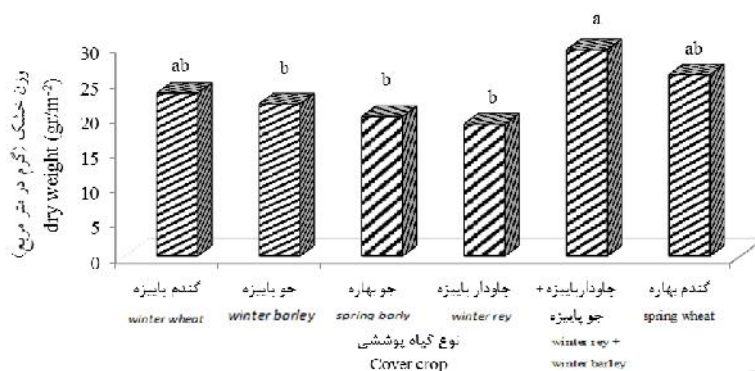 وزن خشک (گرم در متر مربع)
dry weight (gr/m-2)
30
25
20
15
10
5
0
ab
b
b
b
a
ab
گندم پاییزه
winter wheat
جو پاییزه
winter barley
جو بهاره
spring barly
جاودار پاییزه
winter rey
جاودارپاییزه +
جو پاییزه
winter rey +
winter barley
گندم بهاره
spring wheat
نوع گیاه پوششی
Cover crop